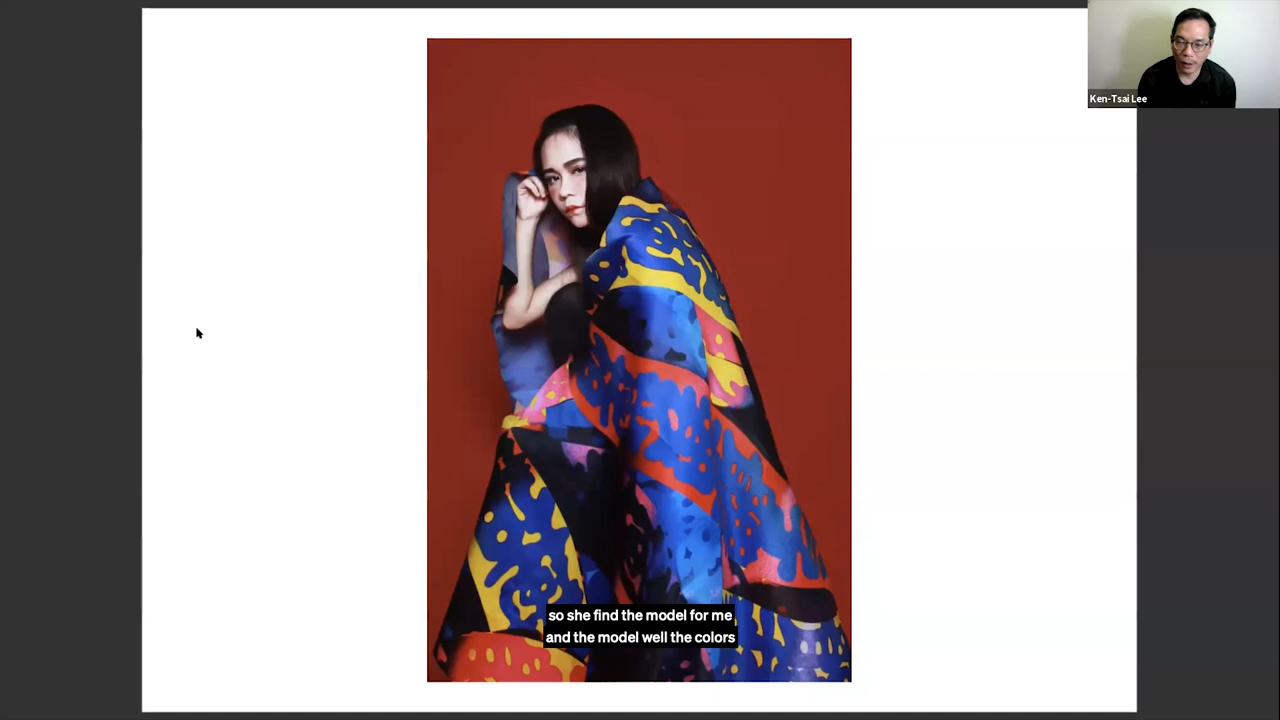 Ken-Tsai Lee
so she find the model for me
and the model well the colors